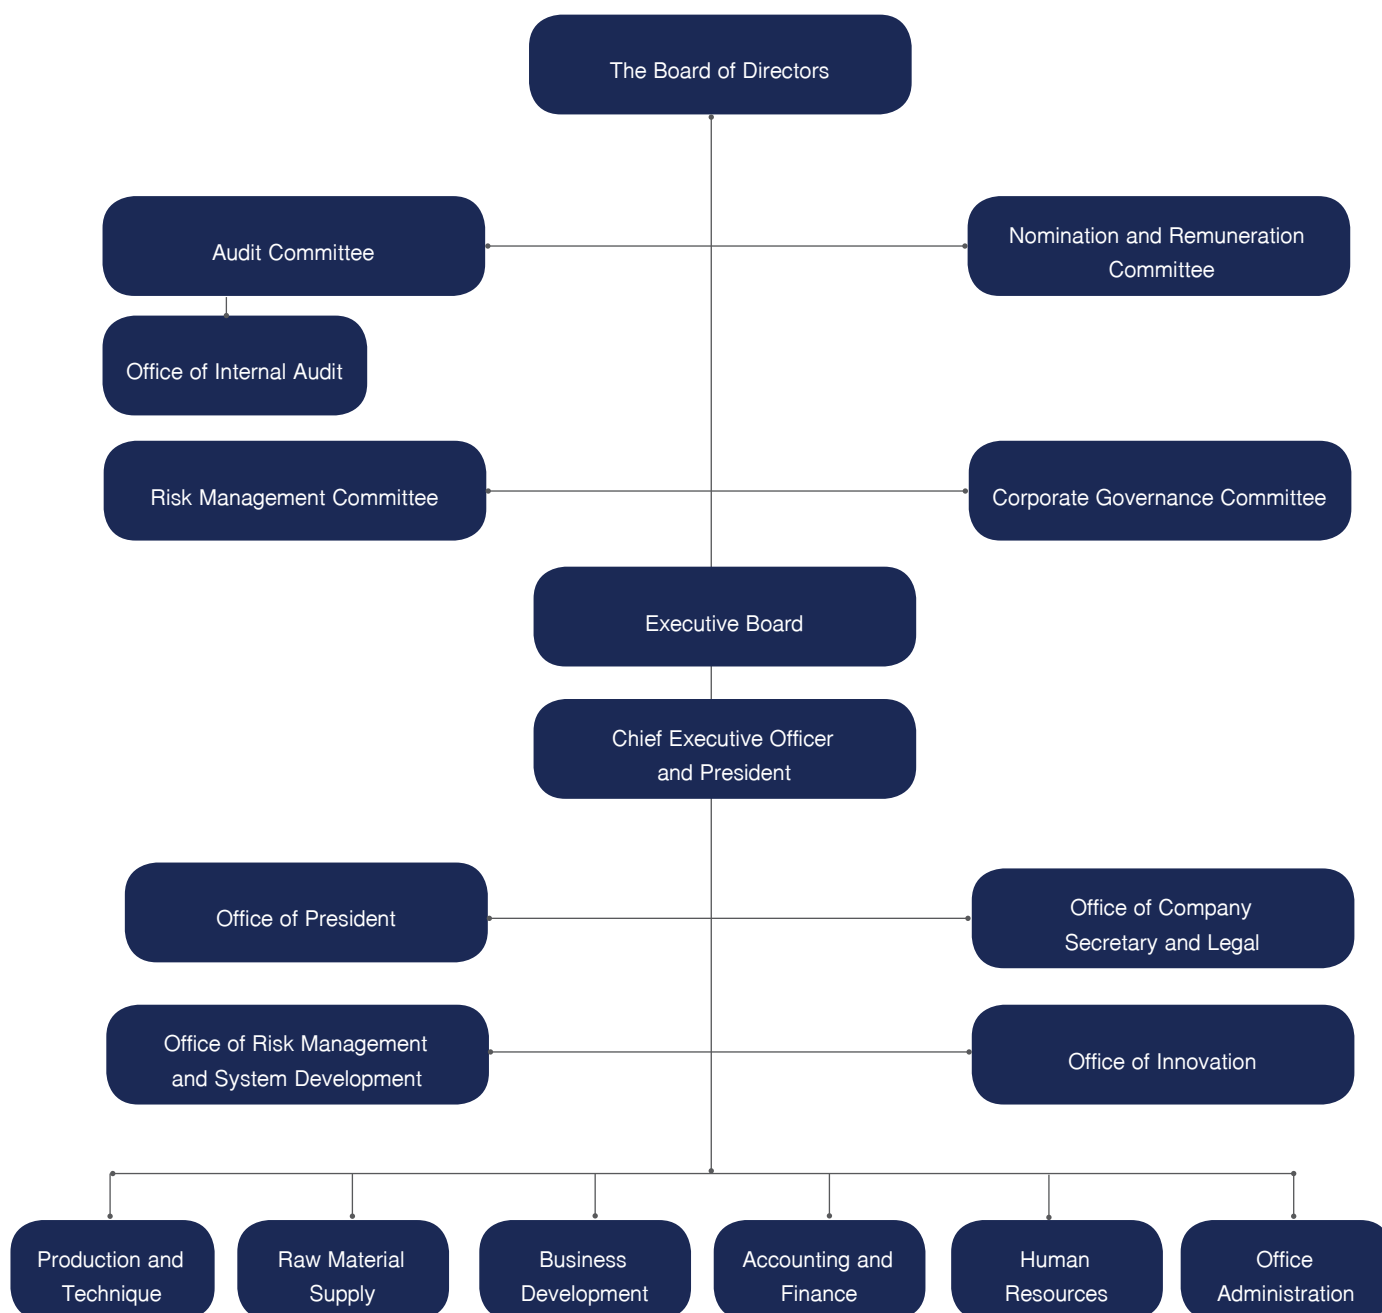 The Board of Directors
Audit Committee
Nomination and Remuneration
Committee
Office of Internal Audit
Risk Management Committee
Corporate Governance Committee
Executive Board
Chief Executive Officer
and President
Office of President
Office of Company
Secretary and Legal
Office of Risk Management
and System Development
Office of Innovation
Production and
Technique
Raw Material
Supply
Business
Development
Accounting and
Finance
Human
Resources
Office
Administration